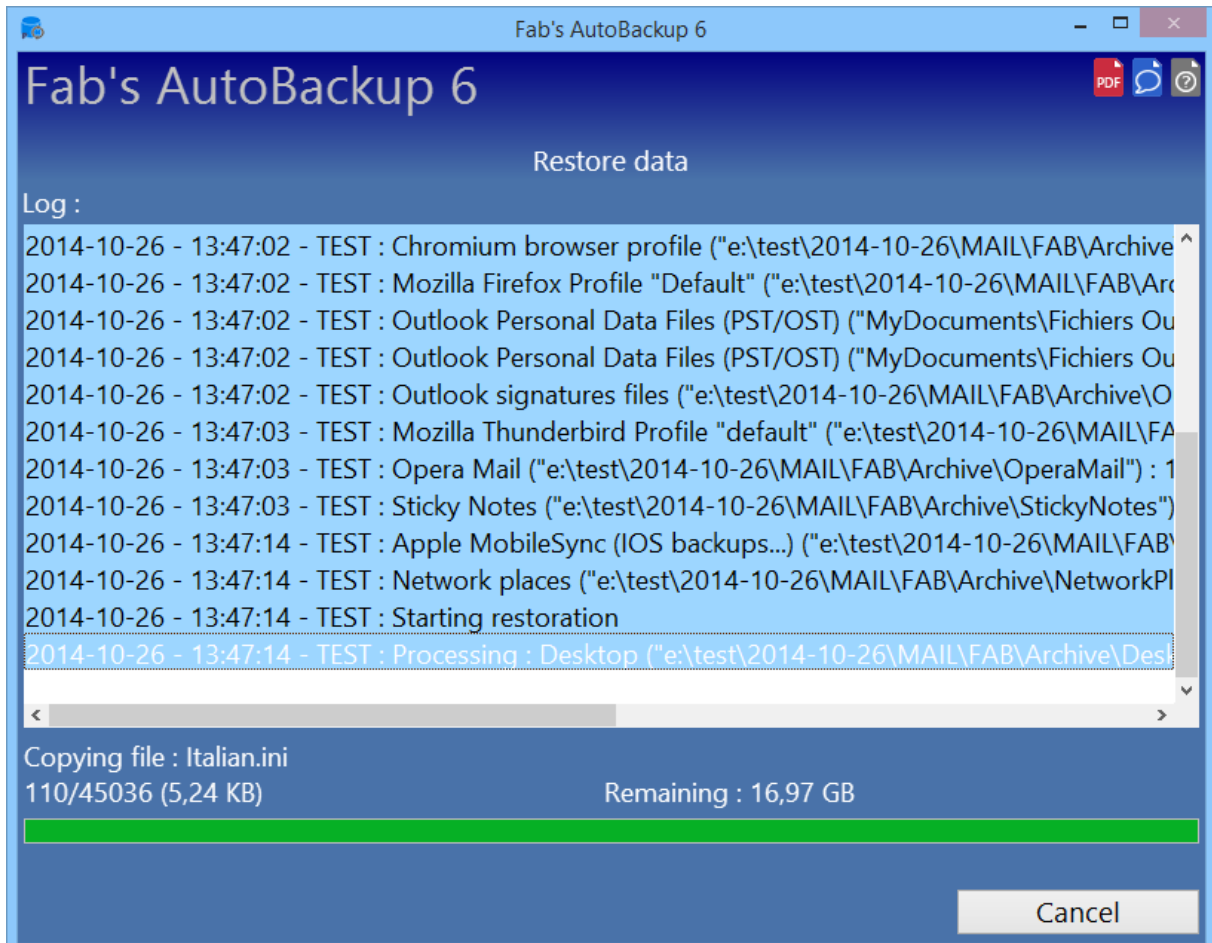 Fab's AutoBackup 6
Fab's AutoBackup 6
PDF
Restore data
Log :
2014-10-26 - 13:47:02 - TEST : Chromium browser profile ("e:\test\2014-10-26\MAIL\FAB\Archive
2014-10-26 - 13:47:02 - TEST : Mozilla Firefox Profile "Default" ("e:\test\2014-10-26\MAIL\FAB\Arc
2014-10-26 - 13:47:02 - TEST : Outlook Personal Data Files (PST/OST) ("MyDocuments\Fichiers Ou
2014-10-26 - 13:47:02 - TEST : Outlook Personal Data Files (PST/OST) ("MyDocuments\Fichiers Ou
2014-10-26 - 13:47:02 - TEST : Outlook signatures files ("e:\test\2014-10-26\MAIL\FAB\Archive\O
2014-10-26 - 13:47:03 - TEST : Mozilla Thunderbird Profile "default" ("e:\test\2014-10-26\MAIL\FA
2014-10-26 - 13:47:03 - TEST : Opera Mail ("e:\test\2014-10-26\MAIL\FAB\Archive\OperaMail") : 1
2014-10-26 - 13:47:03 - TEST : Sticky Notes ("e:\test\2014-10-26\MAIL\FAB\Archive\StickyNotes")
2014-10-26 - 13:47:14 - TEST : Apple MobileSync (IOS backups...) ("e:\test\2014-10-26\MAIL\FAB\
2014-10-26 - 13:47:14 - TEST : Network places ("e:\test\2014-10-26\MAIL\FAB\Archive\NetworkPl
2014-10-26 - 13:47:14 - TEST : Starting restoration
2014-10-26 - 13:47:14 - TEST : Processing : Desktop ("e:\test\2014-10-26\MAIL\FAB\Archive\Desk
Copying file : Italian.ini
110/45036 (5,24 KB)
Remaining : 16,97 GB
Cancel